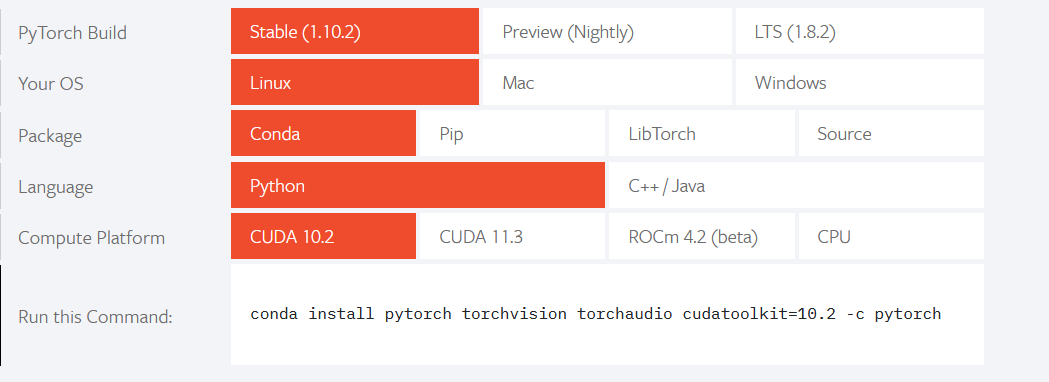 PyTorch Build Stable (1.10.2) Preview (Nightly) LTS (1.8.2)
Your OS Linux Mac Windows
Package Conda Pip LibTorch Source
Language Python C++ / Java
Compute Platform CUDA 10.2 CUDA 11.3 ROCm 4.2 (beta) CPU
Run this Command: conda install pytorch torchvision torchaudio cudatoolkit=10.2 -c pytorch